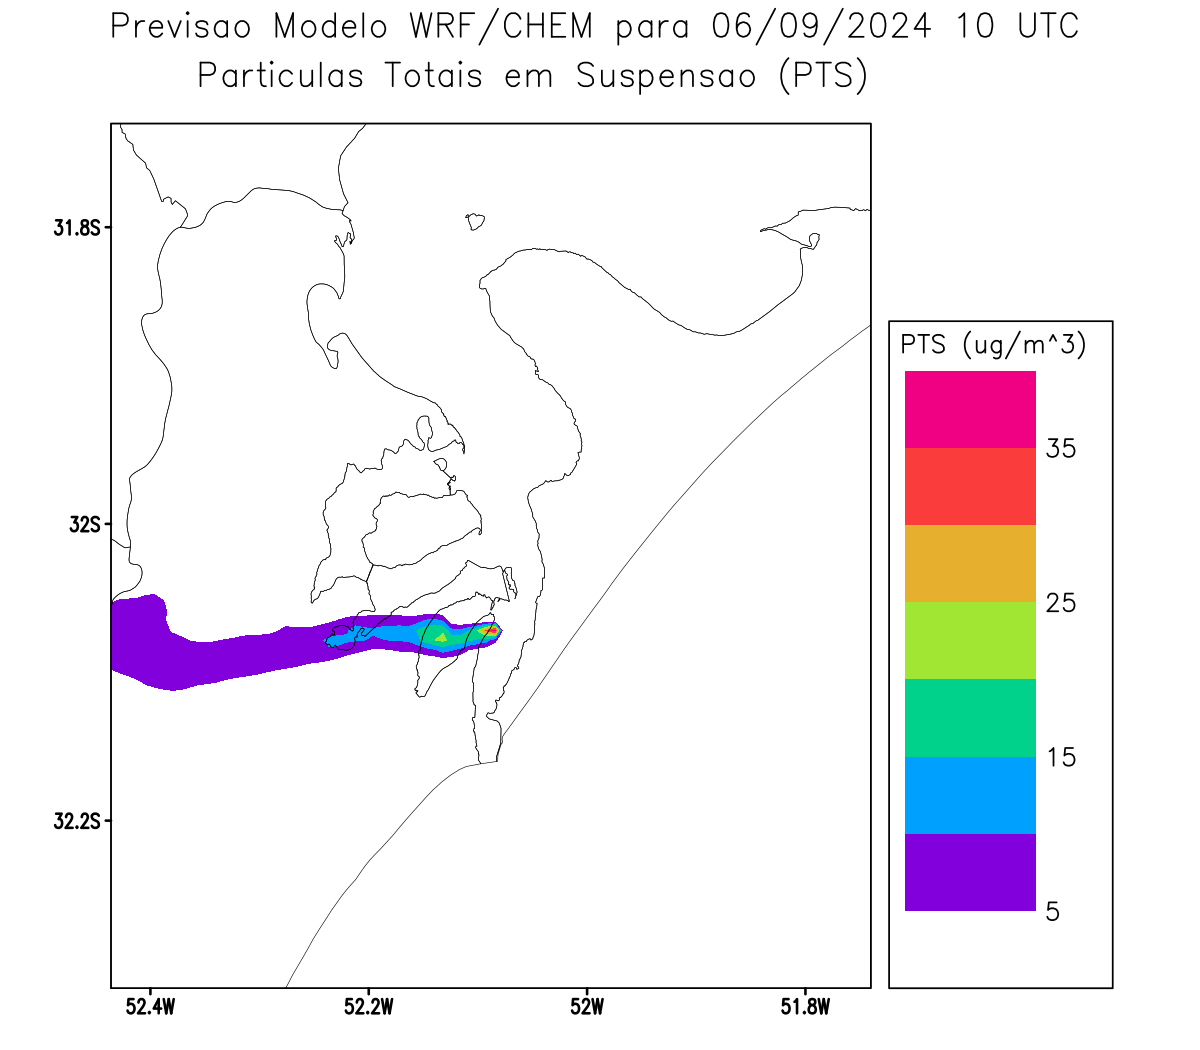 Previsao Modelo WRF/CHEM para 06/09/2024 10 UTC
Particulas Totais em Suspensao (PTS)
31.8S
32S
32.2S
52.4W
52.2W
52W
51.8W
PTS (ug/m^3)
35
25
15
5